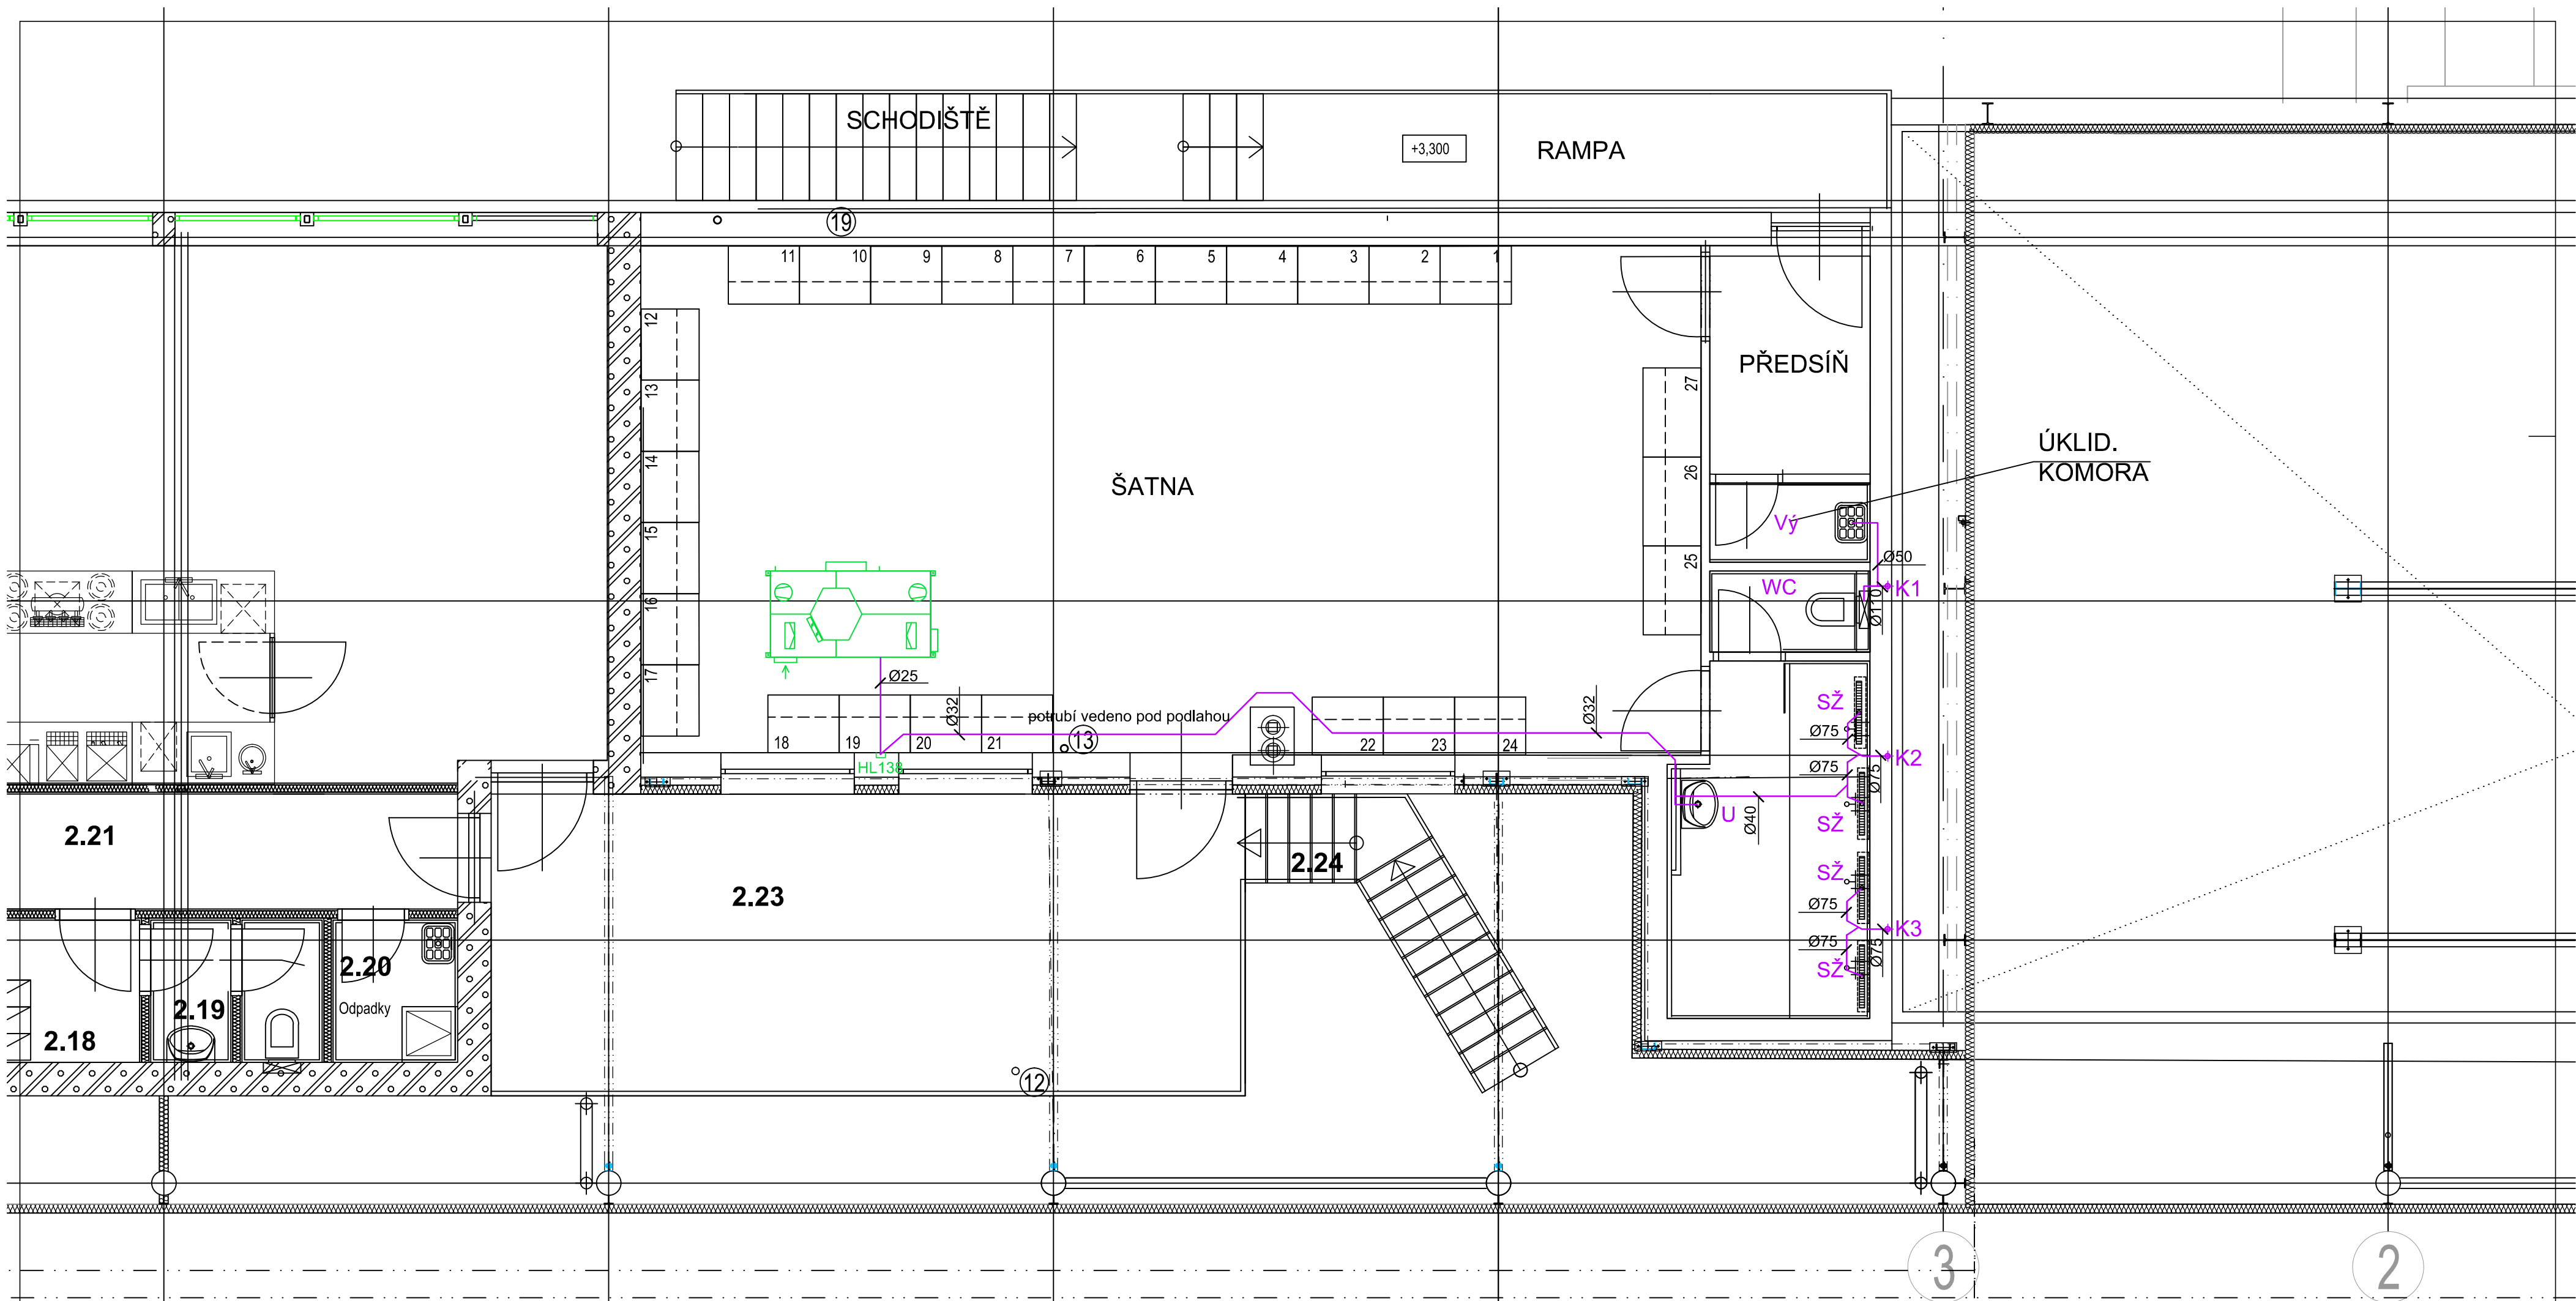 SCHODIŠTĚ
+3,300
RAMPA
19
11
10
9
8
7
6
5
4
3
2
1
12
13
14
15
16
17
PŘEDSÍŇ
27
26
25
ŠATNA
ÚKLID.
KOMORA
Vý
Ø50
WC
K1
Ø110
Ø25
Ø32
potrubí vedeno pod podlahou
13
18
19
20
21
22
23
24
HL138
Ø32
SŽ
Ø75
K2
Ø75
Ø75
U
Ø40
SŽ
SŽ
Ø75
K3
Ø75
Ø75
SŽ
2.21
2.23
2.24
2.20
Odpadky
2.19
2.18
12
3
2